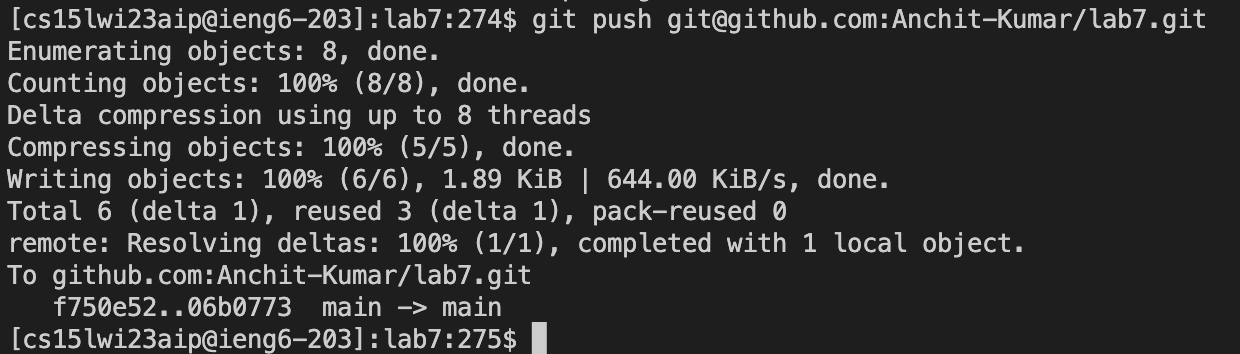 [cs15lwi23aip@ieng6-203]:lab7:274$ git push git@github.com:Anchit-Kumar/lab7.git
Enumerating objects: 8, done.
Counting objects: 100% (8/8), done.
Delta compression using up to 8 threads
Compressing objects: 100% (5/5), done.
Writing objects: 100% (6/6), 1.89 KiB | 644.00 KiB/s, done.
Total 6 (delta 1), reused 3 (delta 1), pack-reused 0
remote: Resolving deltas: 100% (1/1), completed with 1 local object.
To github.com:Anchit-Kumar/lab7.git
   f750e52..06b0773  main -> main
[cs15lwi23aip@ieng6-203]:lab7:275$